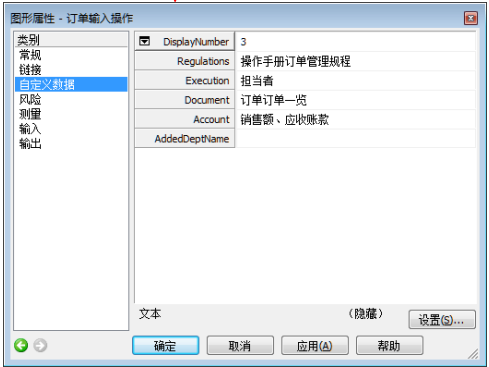 图形属性 - 订单输入操作
类别
常规
链接
自定义数据
风险
测量
输入
输出
DisplayNumber 3
Regulations 操作手册订单管理规程
Execution 担当者
Document 订单订单一览
Account 销售额、应收账款
AddedDeptName
文本 (隐藏) 设置(S)...
确定 取消 应用(A) 帮助